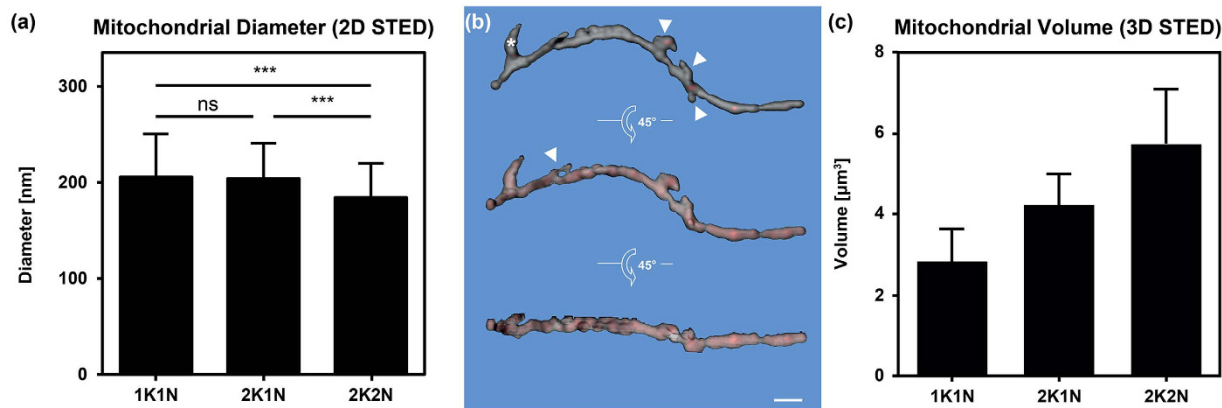 (a)
Mitochondrial Diameter (2D STED)
***
ns
***
300
200
100
0
Diameter [nm]
1K1N
2K1N
2K2N
(b)
*
45°
45°
(c)
Mitochondrial Volume (3D STED)
8
6
4
2
0
Volume [µm³]
1K1N
2K1N
2K2N